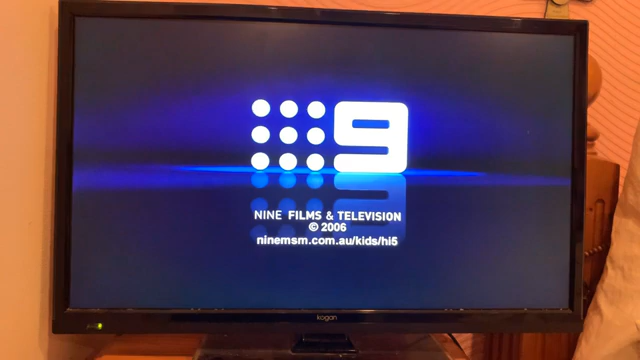 9
NINE FILMS & TELEVISION
© 2006
ninemsm.com.au/kids/hi5
kogan